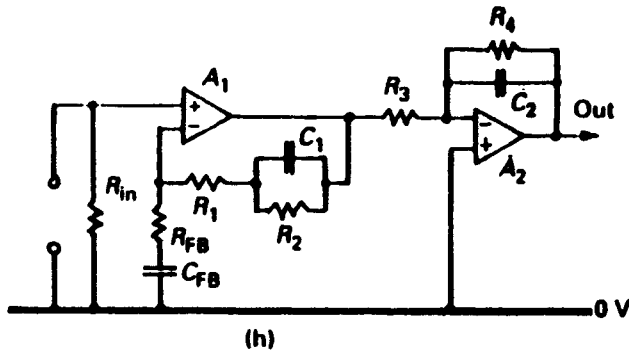 R4
A1
R3
C2
Out
+
−
C1
−
+
A2
Rin
R1
R2
RFB
CFB
0 V
(h)